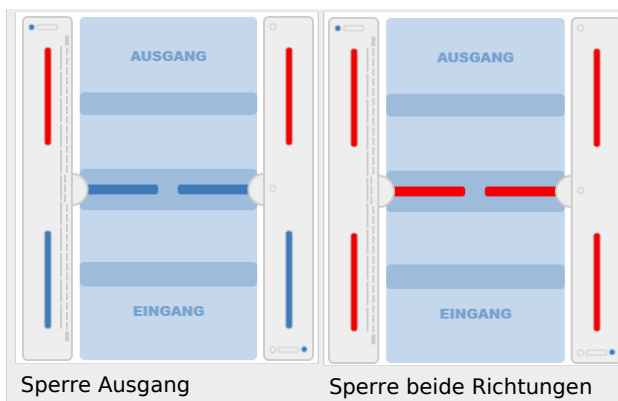 AUSGANG
EINGANG
Sperre Ausgang
AUSGANG
EINGANG
Sperre beide Richtungen